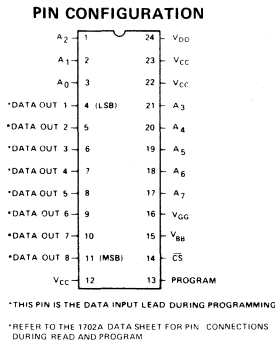 PIN CONFIGURATION
A2 1 24 VDD
A1 2 23 VCC
A0 3 22 VCC
*DATA OUT 1 4 (LSB) 21 A3
*DATA OUT 2 5 20 A4
*DATA OUT 3 6 19 A5
*DATA OUT 4 7 18 A6
*DATA OUT 5 8 17 A7
*DATA OUT 6 9 16 VGG
*DATA OUT 7 10 15 VBB
*DATA OUT 8 11 (MSB) 14 C̅S̅
VCC 12 13 PROGRAM
*THIS PIN IS THE DATA INPUT LEAD DURING PROGRAMMING
*REFER TO THE 1702A DATA SHEET FOR PIN CONNECTIONS
DURING READ AND PROGRAM